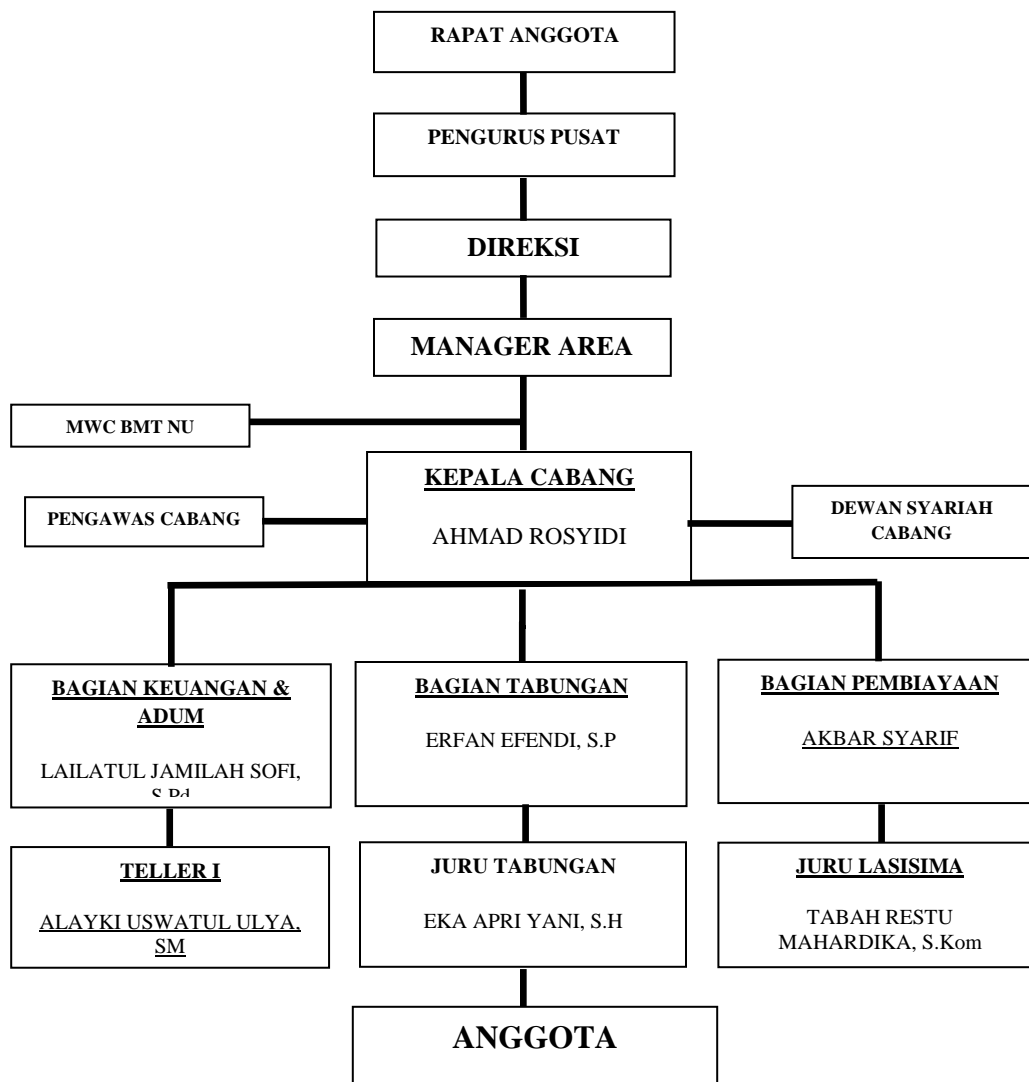 RAPAT ANGGOTA
PENGURUS PUSAT
DIREKSI
MANAGER AREA
MWC BMT NU
KEPALA CABANG
AHMAD ROSYIDI
PENGAWAS CABANG
DEWAN SYARIAH
CABANG
BAGIAN KEUANGAN &
ADUM
LAILATUL JAMILAH SOFI,
S.Pd
BAGIAN TABUNGAN
ERFAN EFENDI, S.P
BAGIAN PEMBIAYAAN
AKBAR SYARIF
TELLER I
ALAYKI USWATUL ULYA,
SM
JURU TABUNGAN
EKA APRI YANI, S.H
JURU LASISIMA
TABAH RESTU
MAHARDIKA, S.Kom
ANGGOTA